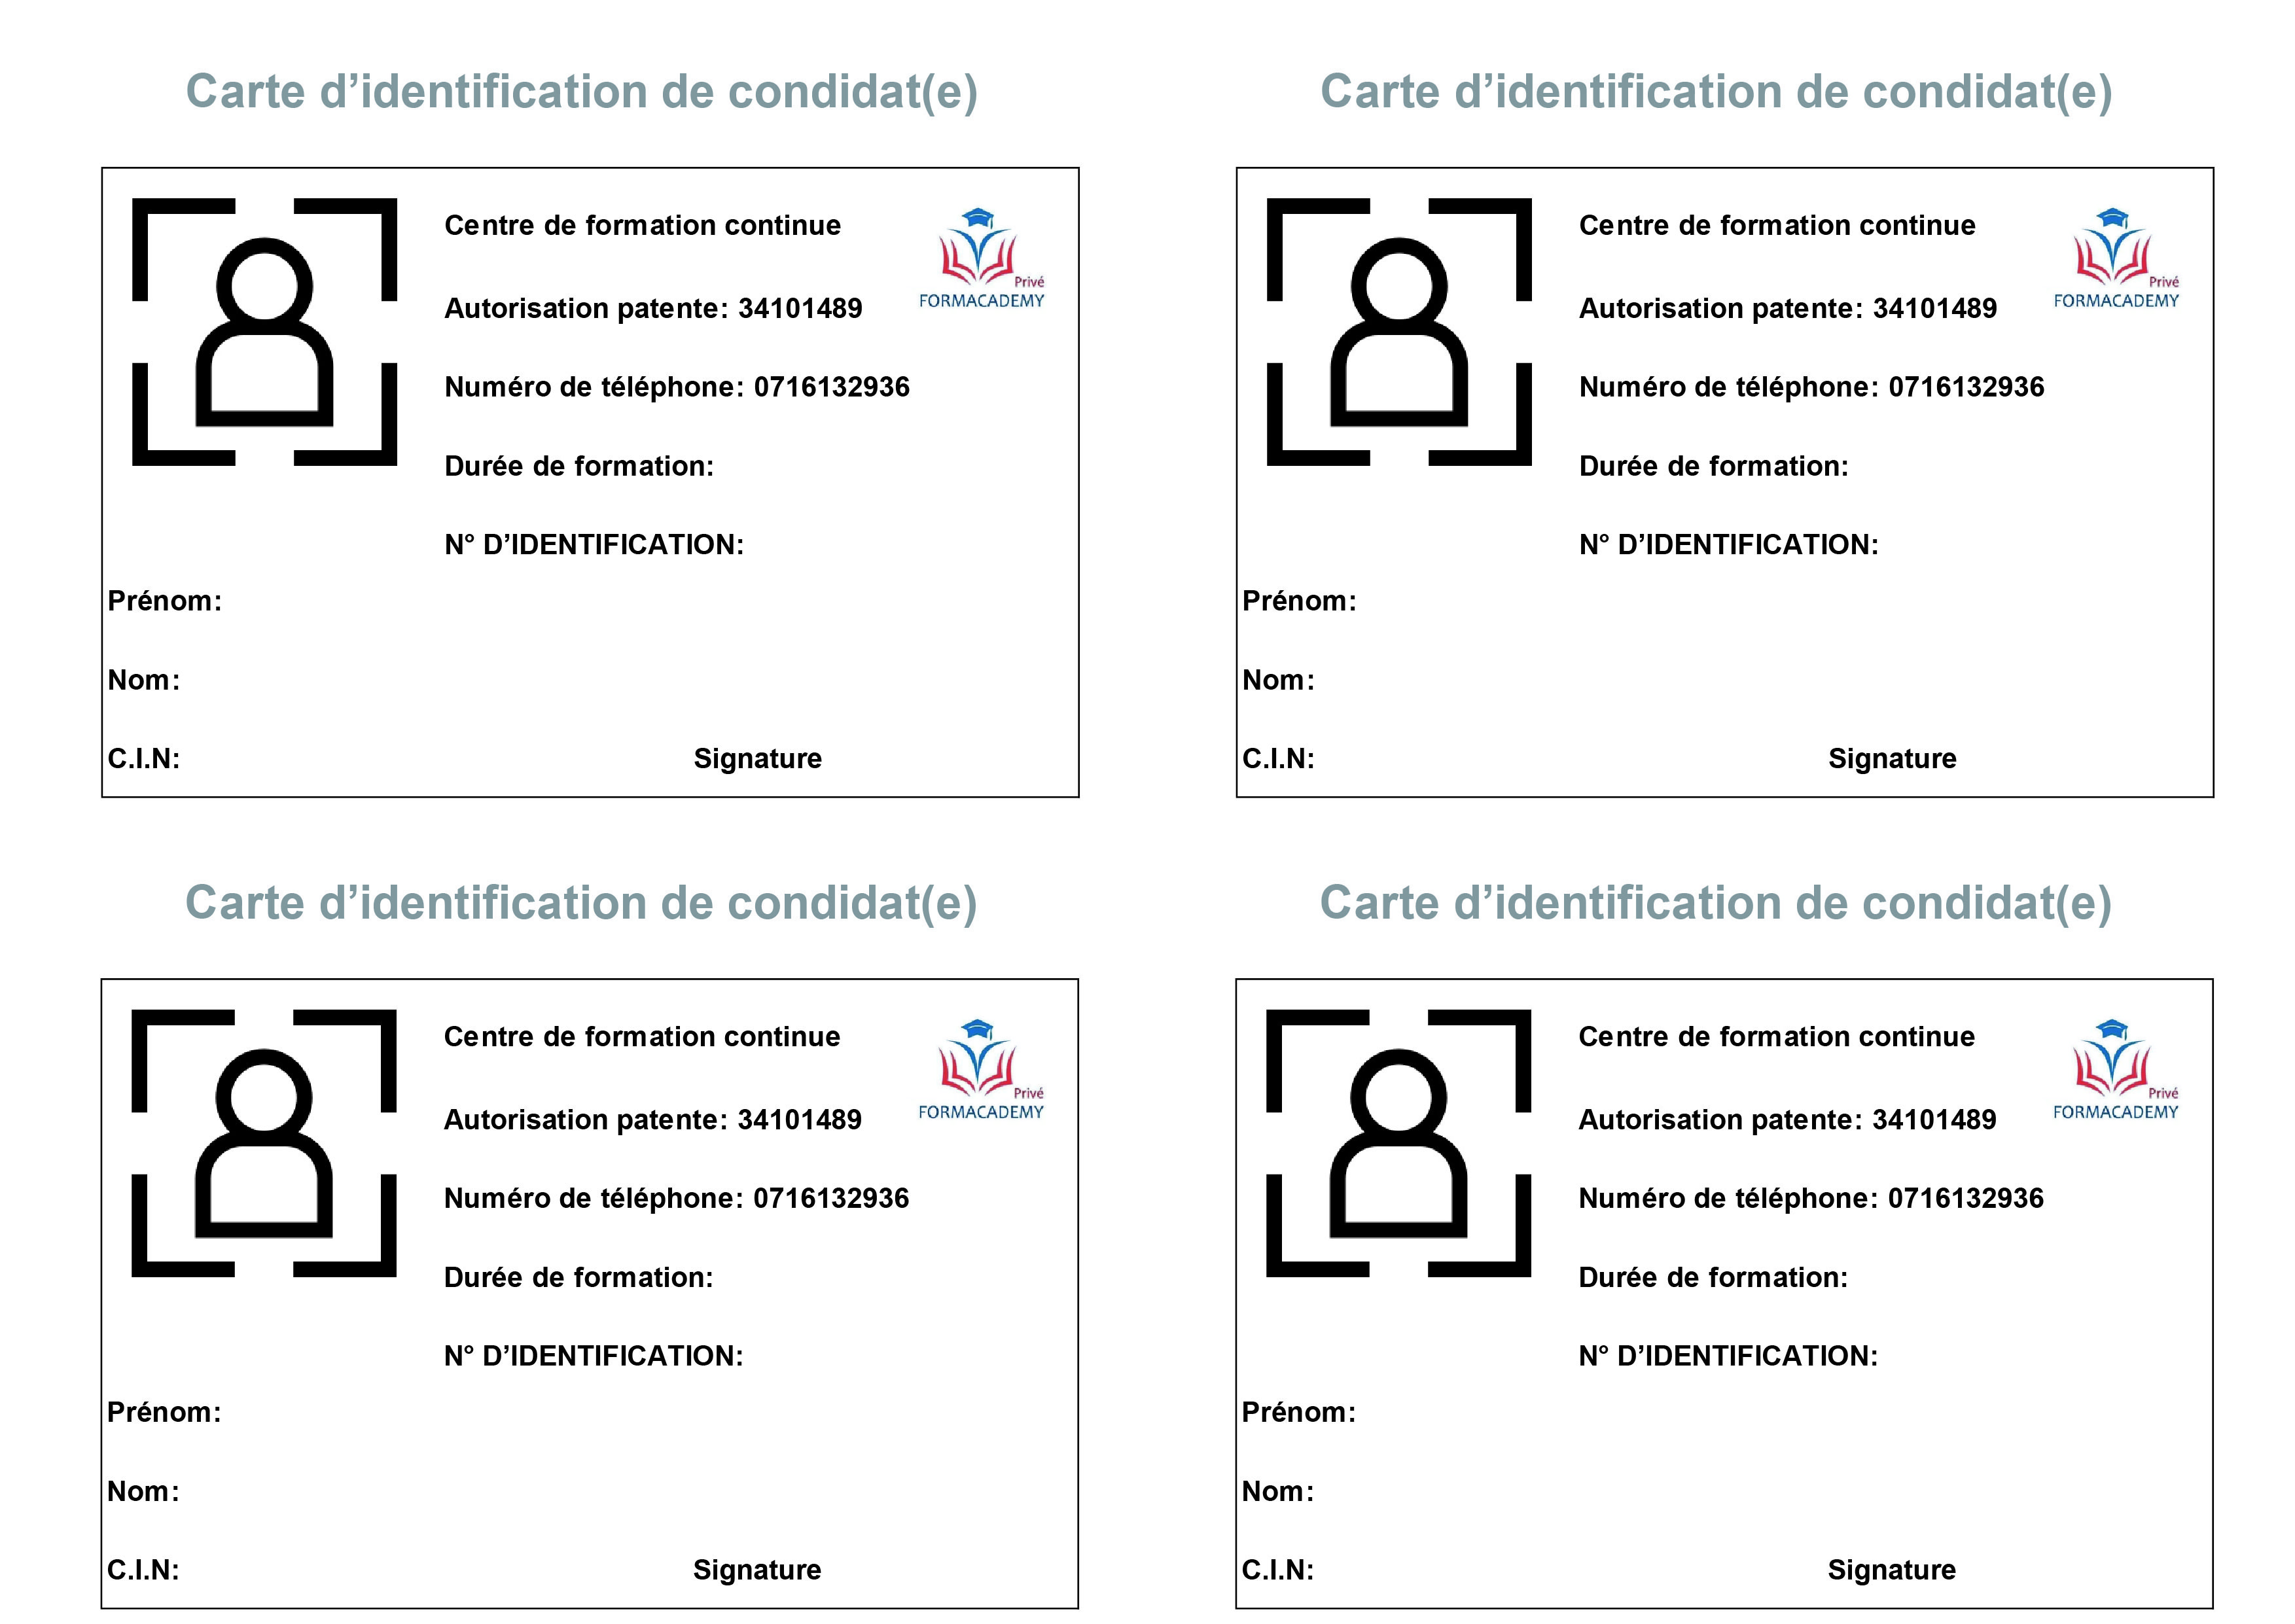 Carte d’identification de condidat(e)
Centre de formation continue
Privé
FORMACADEMY
Autorisation patente: 34101489
Numéro de téléphone: 0716132936
Durée de formation:
N° D’IDENTIFICATION:
Prénom:
Nom:
C.I.N:
Signature
Carte d’identification de condidat(e)
Centre de formation continue
Privé
FORMACADEMY
Autorisation patente: 34101489
Numéro de téléphone: 0716132936
Durée de formation:
N° D’IDENTIFICATION:
Prénom:
Nom:
C.I.N:
Signature
Carte d’identification de condidat(e)
Centre de formation continue
Privé
FORMACADEMY
Autorisation patente: 34101489
Numéro de téléphone: 0716132936
Durée de formation:
N° D’IDENTIFICATION:
Prénom:
Nom:
C.I.N:
Signature
Carte d’identification de condidat(e)
Centre de formation continue
Privé
FORMACADEMY
Autorisation patente: 34101489
Numéro de téléphone: 0716132936
Durée de formation:
N° D’IDENTIFICATION:
Prénom:
Nom:
C.I.N:
Signature